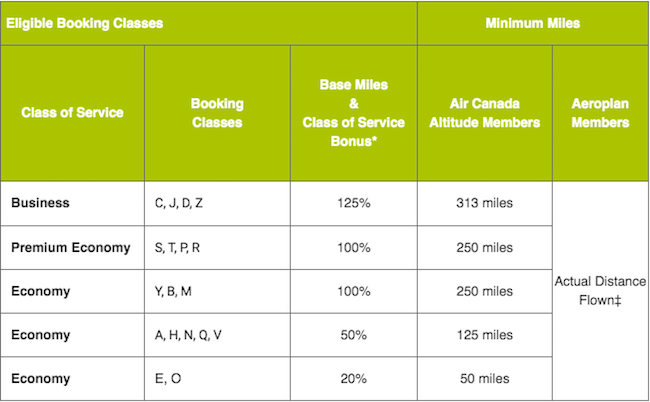 Eligible Booking Classes
Minimum Miles
Class of Service
Booking
Classes
Base Miles
&
Class of Service
Bonus*
Air Canada
Altitude Members
Aeroplan
Members
Business
C, J, D, Z
125%
313 miles
Premium Economy
S, T, P, R
100%
250 miles
Economy
Y, B, M
100%
250 miles
Economy
A, H, N, Q, V
50%
125 miles
Economy
E, O
20%
50 miles
Actual Distance
Flown‡